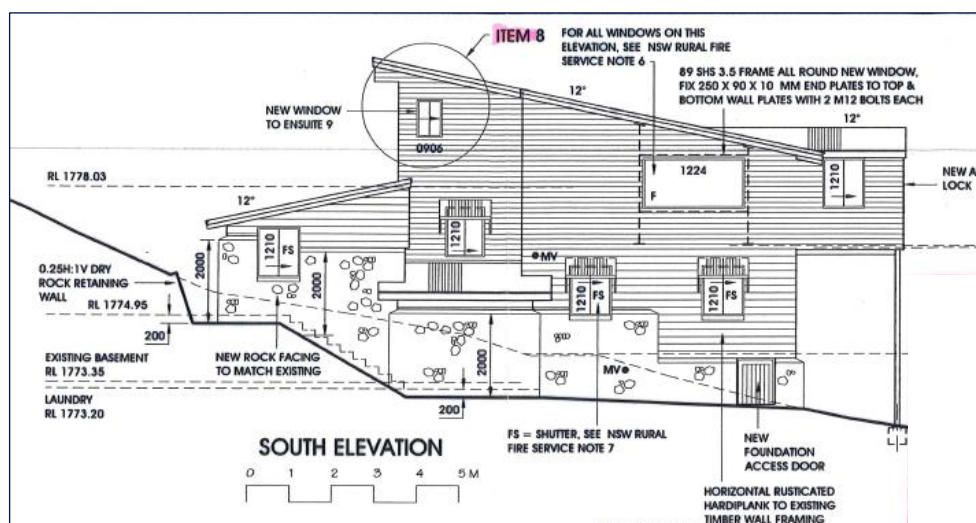 ITEM 8
FOR ALL WINDOWS ON THIS
ELEVATION, SEE NSW RURAL FIRE
SERVICE NOTE 6
89 SHS 3.5 FRAME ALL ROUND NEW WINDOW,
FIX 250 X 90 X 10 MM END PLATES TO TOP &
BOTTOM WALL PLATES WITH 2 M12 BOLTS EACH
12°
12°
NEW WINDOW
TO ENSUITE 9
0906
1224
F
1210
NEW A
LOCK
RL 1778.03
12°
1210
FS
1210
MV
1210
FS
1210
FS
0.25H:1V DRY
ROCK RETAINING
WALL
2000
2000
RL 1774.95
200
2000
NEW ROCK FACING
TO MATCH EXISTING
EXISTING BASEMENT
RL 1773.35
LAUNDRY
RL 1773.20
MV
200
SOUTH ELEVATION
0 1 2 3 4 5 M
FS = SHUTTER, SEE NSW RURAL
FIRE SERVICE NOTE 7
NEW
FOUNDATION
ACCESS DOOR
HORIZONTAL RUSTICATED
HARDIPLANK TO EXISTING
TIMBER WALL FRAMING